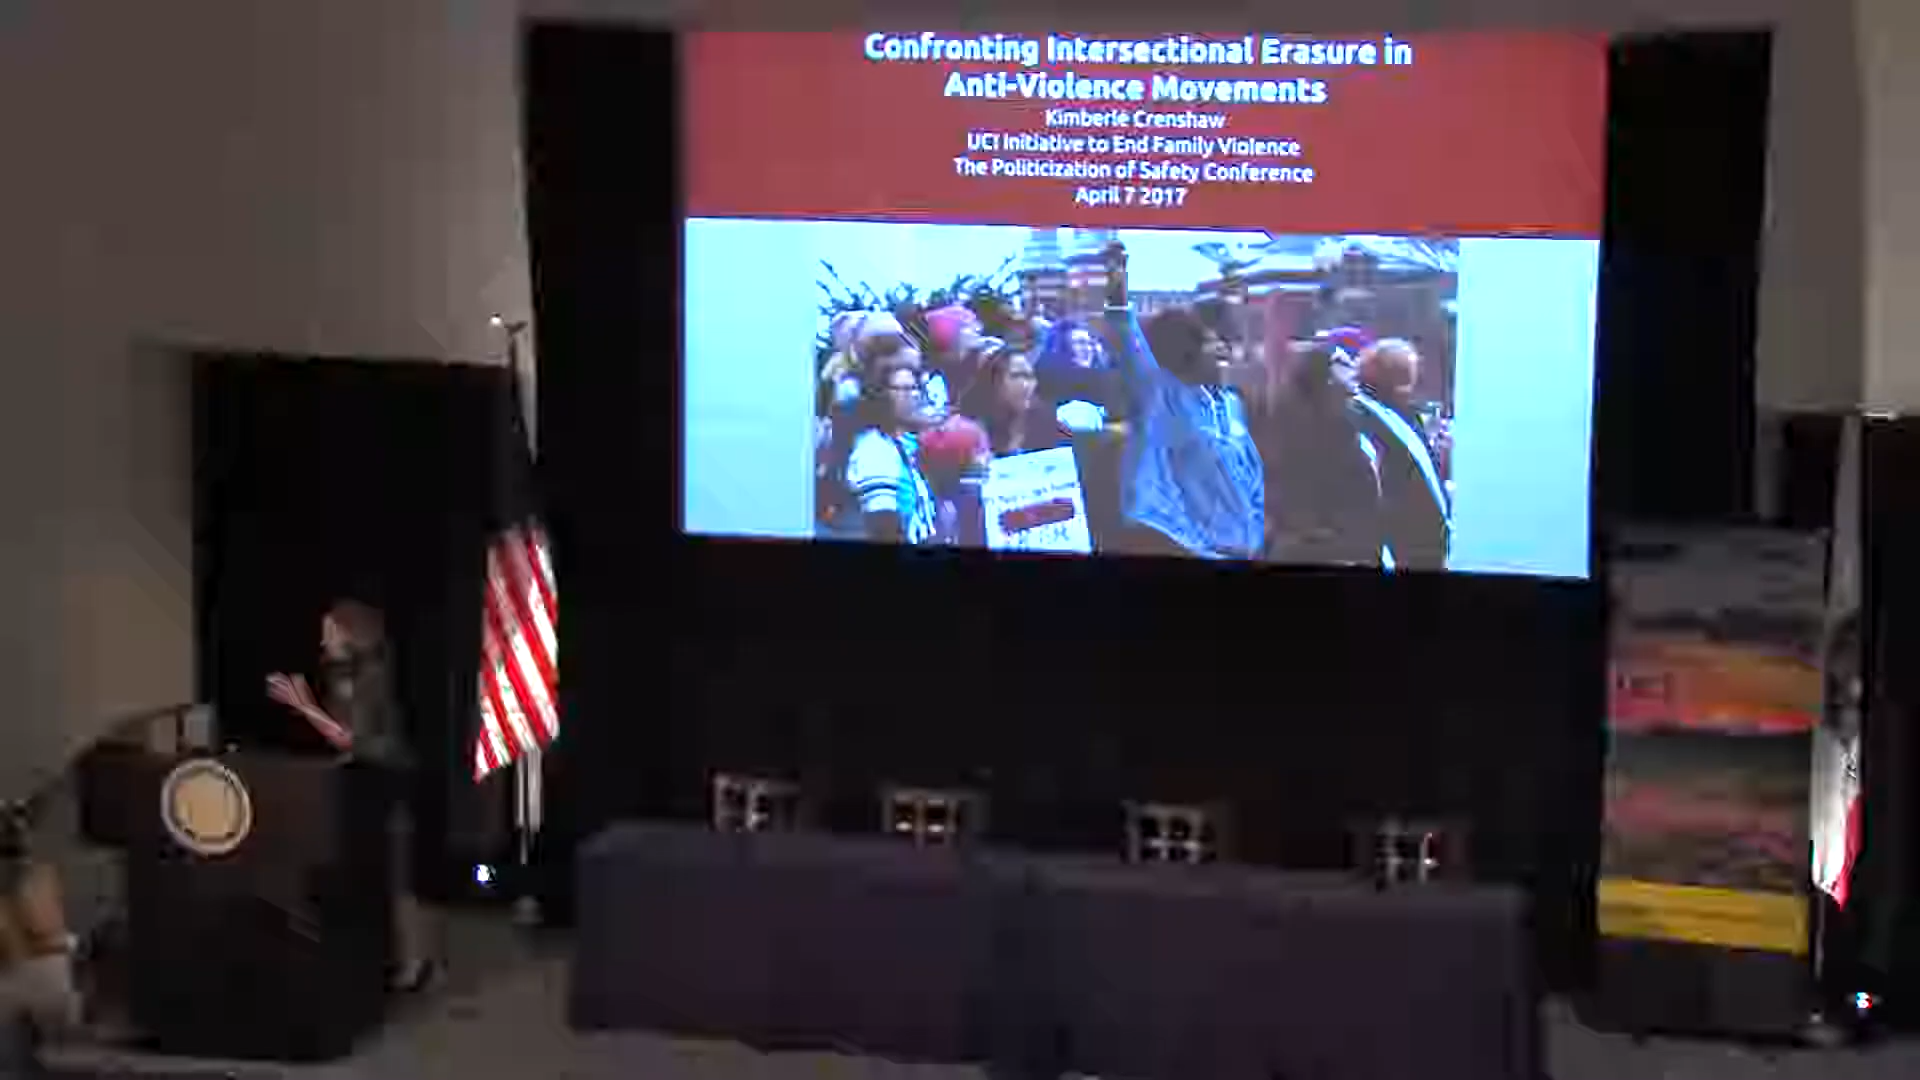 Confronting Intersectional Erasure in
Anti-Violence Movements
Kimberlé Crenshaw
UCI Initiative to End Family Violence
The Politicization of Safety Conference
April 7 2017